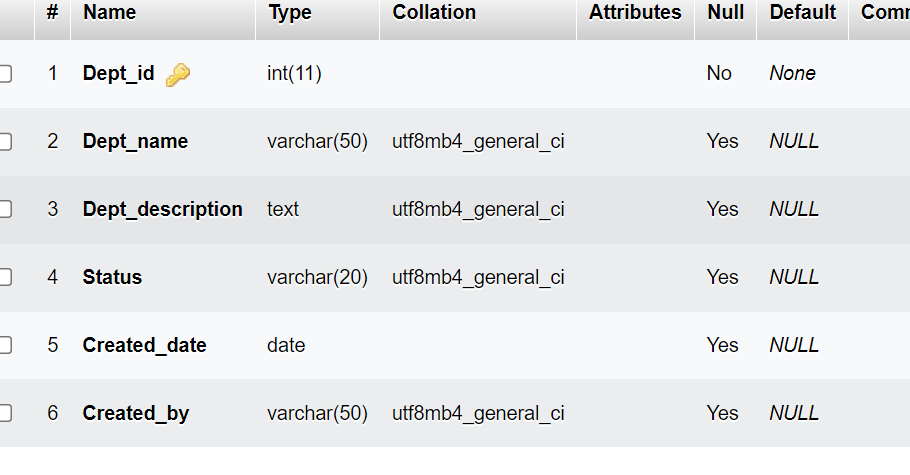 # Name Type Collation Attributes Null Default Comm
1 Dept_id int(11) No None
2 Dept_name varchar(50) utf8mb4_general_ci Yes NULL
3 Dept_description text utf8mb4_general_ci Yes NULL
4 Status varchar(20) utf8mb4_general_ci Yes NULL
5 Created_date date Yes NULL
6 Created_by varchar(50) utf8mb4_general_ci Yes NULL